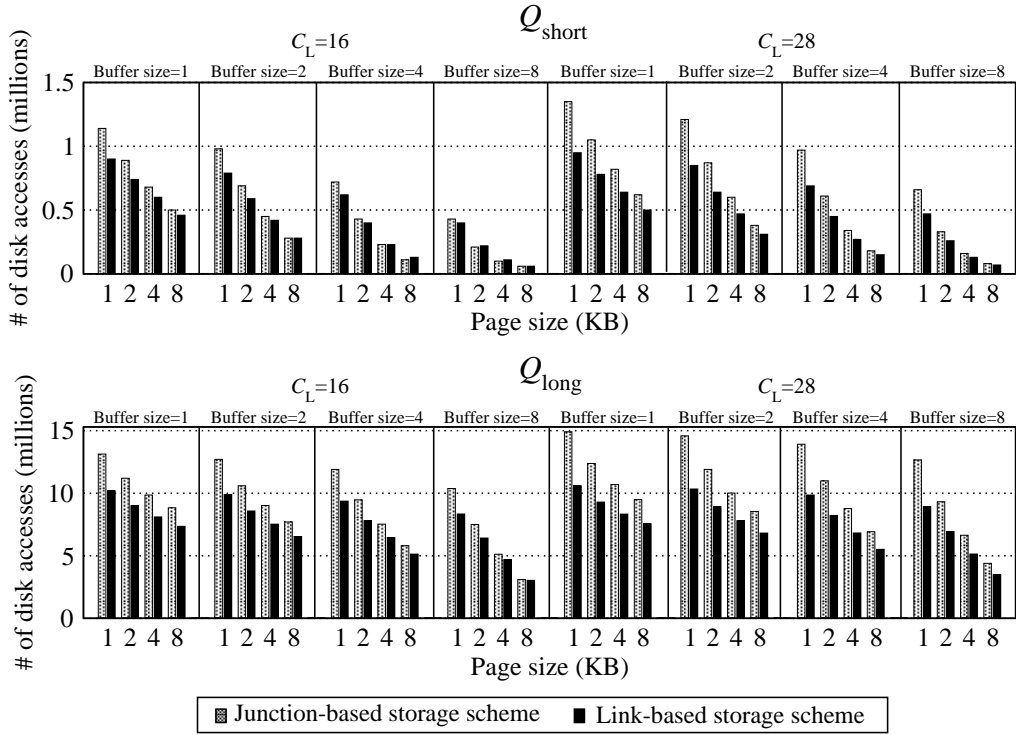 Q_short
C_L=16 C_L=28
Buffer size=1 Buffer size=2 Buffer size=4 Buffer size=8 Buffer size=1 Buffer size=2 Buffer size=4 Buffer size=8
# of disk accesses (millions)
1.5
1
0.5
0
1 2 4 8 1 2 4 8 1 2 4 8 1 2 4 8 1 2 4 8 1 2 4 8 1 2 4 8 1 2 4 8
Page size (KB)
Q_long
C_L=16 C_L=28
Buffer size=1 Buffer size=2 Buffer size=4 Buffer size=8 Buffer size=1 Buffer size=2 Buffer size=4 Buffer size=8
# of disk accesses (millions)
15
10
5
0
1 2 4 8 1 2 4 8 1 2 4 8 1 2 4 8 1 2 4 8 1 2 4 8 1 2 4 8 1 2 4 8
Page size (KB)
Junction-based storage scheme Link-based storage scheme